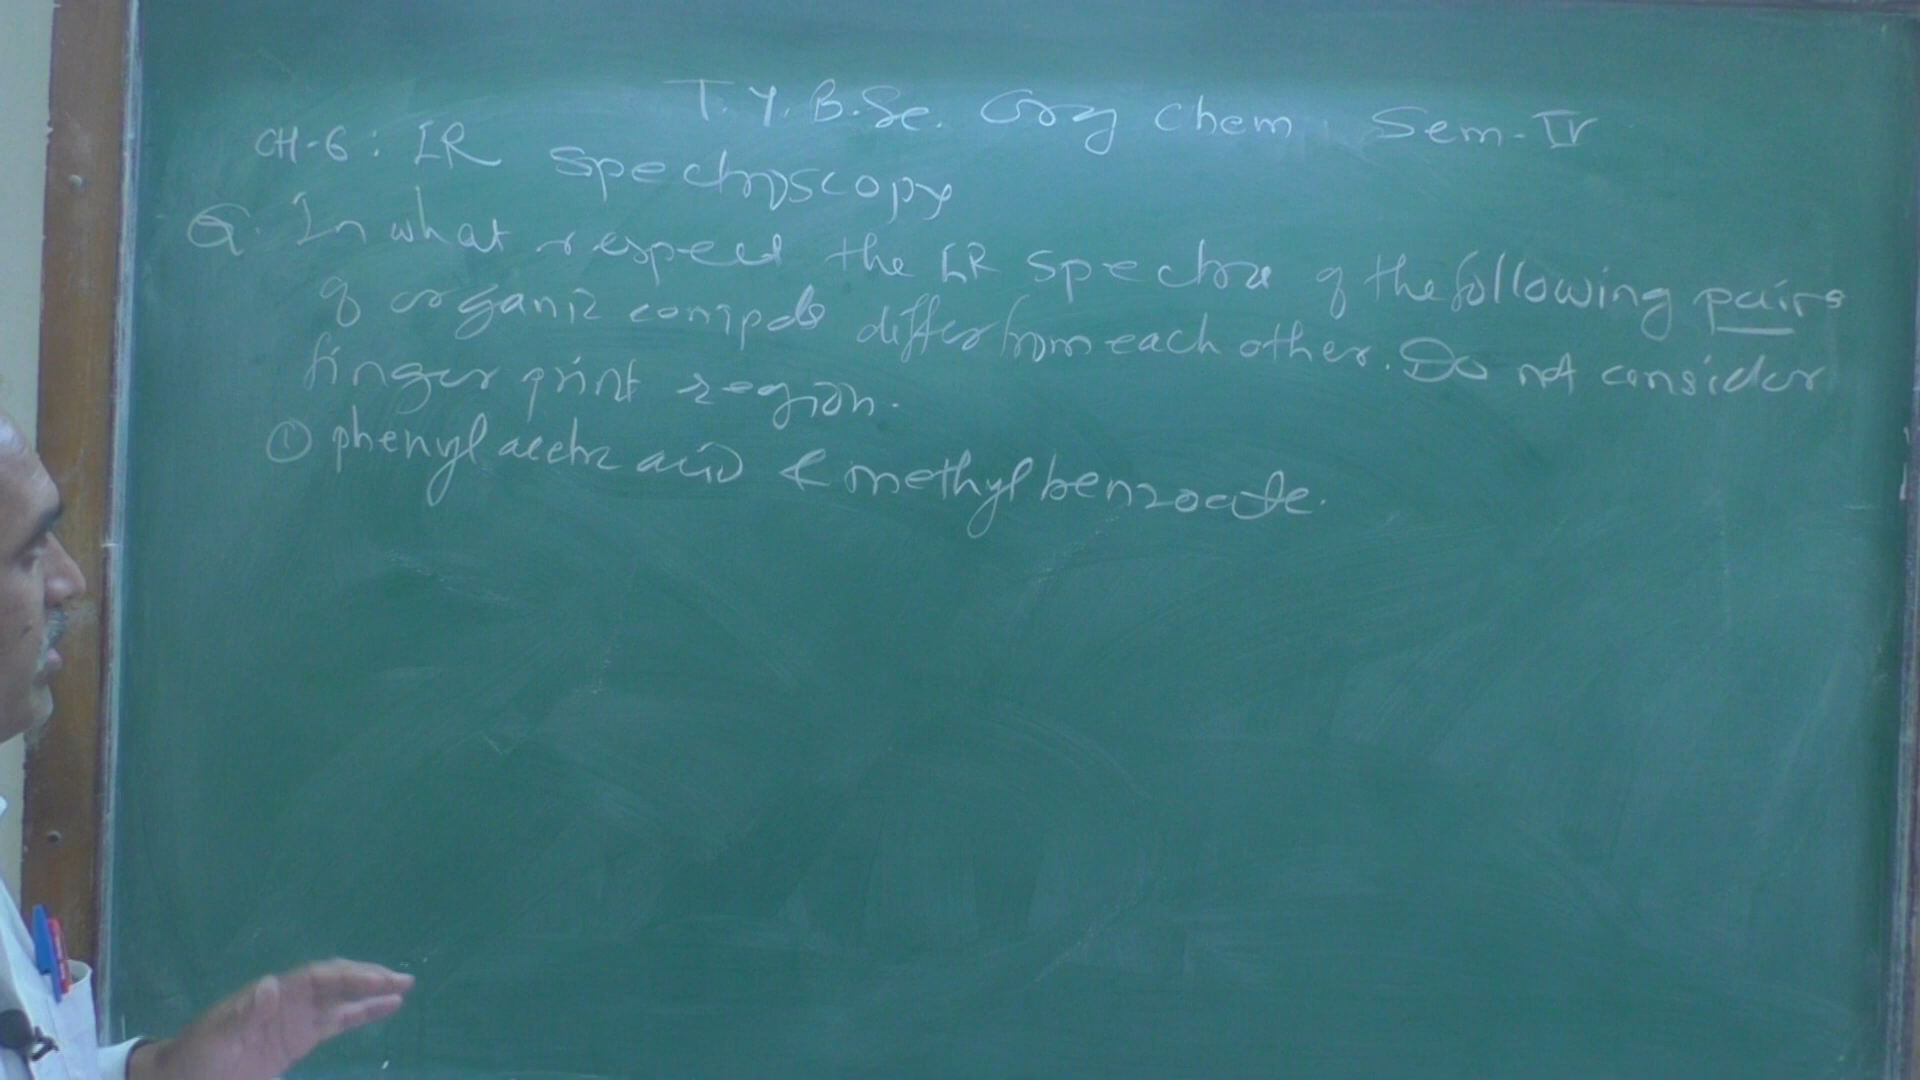 T.Y.B.Sc. Org Chem Sem-IV
CH-6: IR Spectroscopy
Q. In what respect the IR spectra of the following pairs
of organic compds differ from each other. Do not consider
finger print region.
① phenyl acetic acid & methyl benzoate.